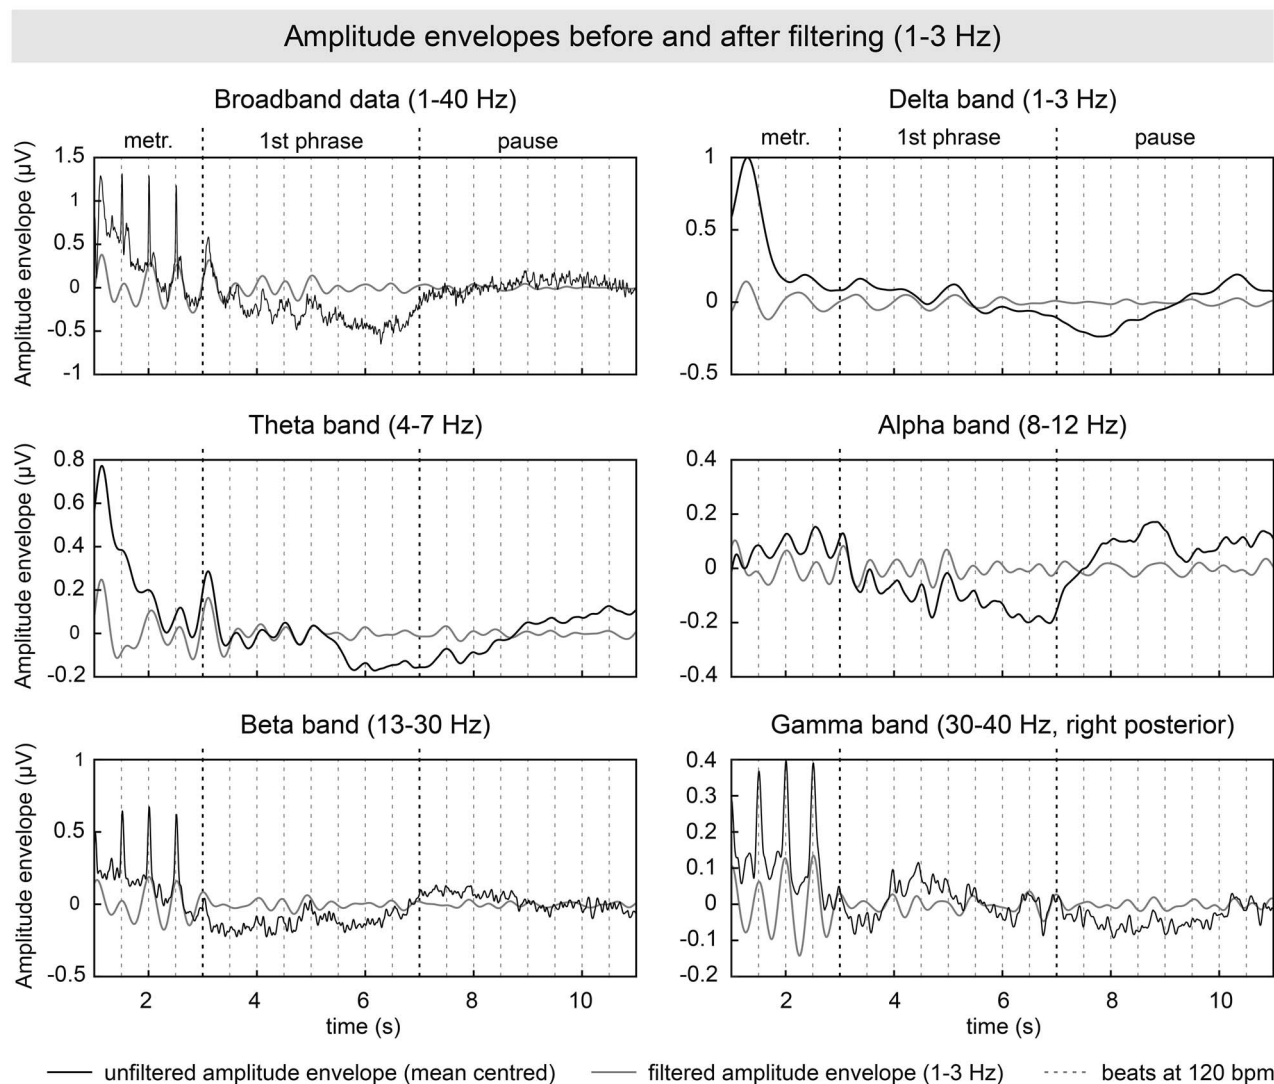 Amplitude envelopes before and after filtering (1-3 Hz)
Broadband data (1-40 Hz)
Delta band (1-3 Hz)
metr.
1st phrase
pause
metr.
1st phrase
pause
Amplitude envelope (µV)
1.5
1
0.5
0
-0.5
-1
1
0.5
0
-0.5
Theta band (4-7 Hz)
Alpha band (8-12 Hz)
Amplitude envelope (µV)
0.8
0.6
0.4
0.2
0
-0.2
0.4
0.2
0
-0.2
-0.4
Beta band (13-30 Hz)
Gamma band (30-40 Hz, right posterior)
Amplitude envelope (µV)
1
0.5
0
-0.5
0.4
0.3
0.2
0.1
0
-0.1
-0.2
2 4 6 8 10
2 4 6 8 10
time (s)
time (s)
unfiltered amplitude envelope (mean centred)
filtered amplitude envelope (1-3 Hz)
beats at 120 bpm